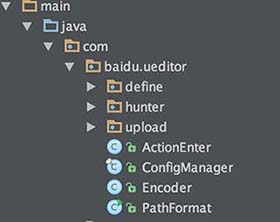 main
java
com
baidu.ueditor
define
hunter
upload
ActionEnter
ConfigManager
Encoder
PathFormat